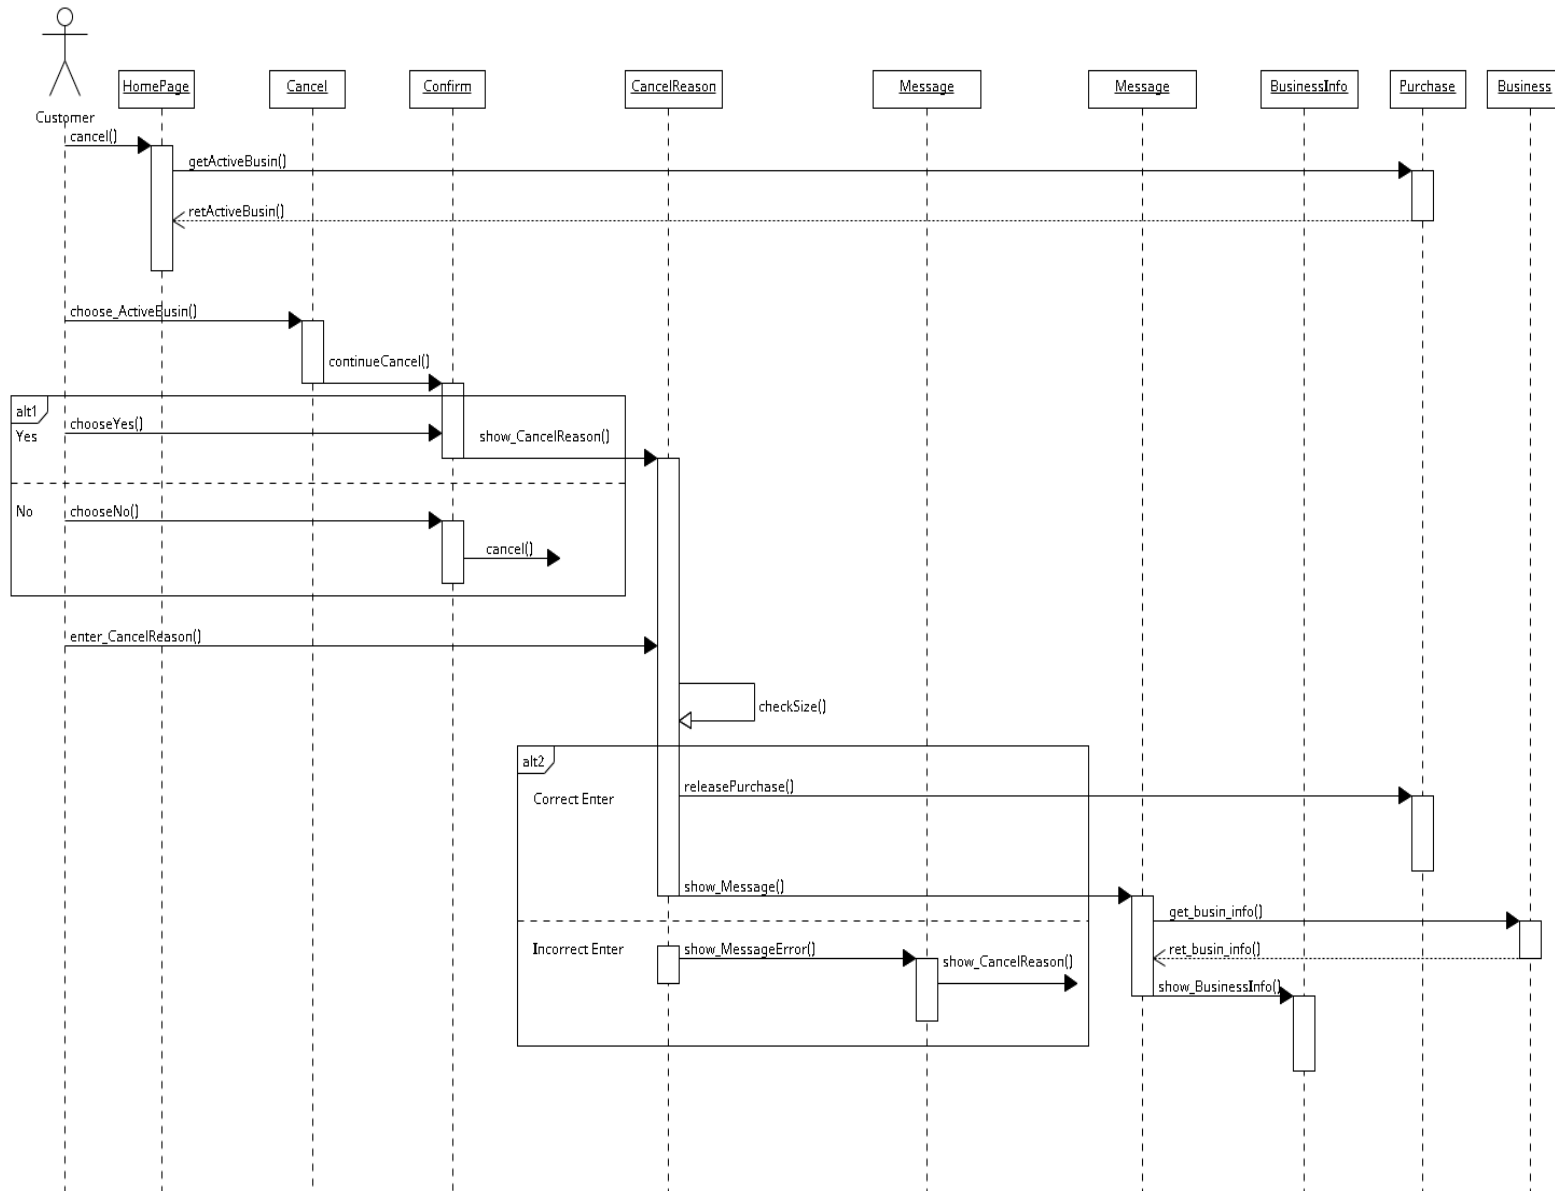 HomePage
Cancel
Confirm
CancelReason
Message
Message
BusinessInfo
Purchase
Business
Customer
cancel()
getActiveBusin()
retActiveBusin()
choose_ActiveBusin()
continueCancel()
alt1
Yes
chooseYes()
show_CancelReason()
No
chooseNo()
cancel()
enter_CancelReason()
checkSize()
alt2
Correct Enter
releasePurchase()
show_Message()
get_busin_info()
Incorrect Enter
show_MessageError()
ret_busin_info()
show_CancelReason()
show_BusinessInfo()